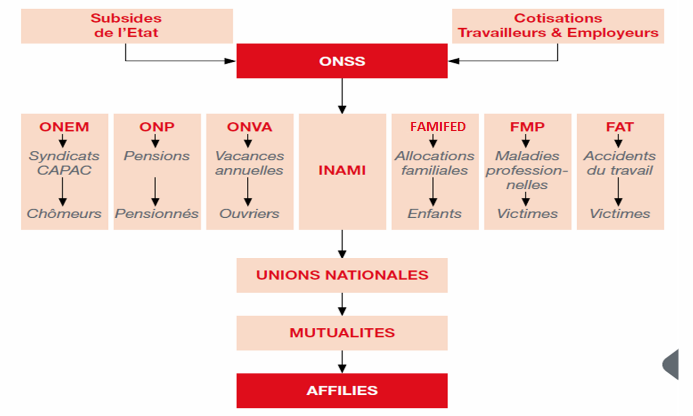 Subsides
de l'Etat
Cotisations
Travailleurs & Employeurs
ONSS
ONEM
Syndicats
CAPAC
Chômeurs
ONP
Pensions
Pensionnés
ONVA
Vacances
annuelles
Ouvriers
INAMI
FAMIFED
Allocations
familiales
Enfants
FMP
Maladies
profession-
nelles
Victimes
FAT
Accidents
du travail
Victimes
UNIONS NATIONALES
MUTUALITES
AFFILIES